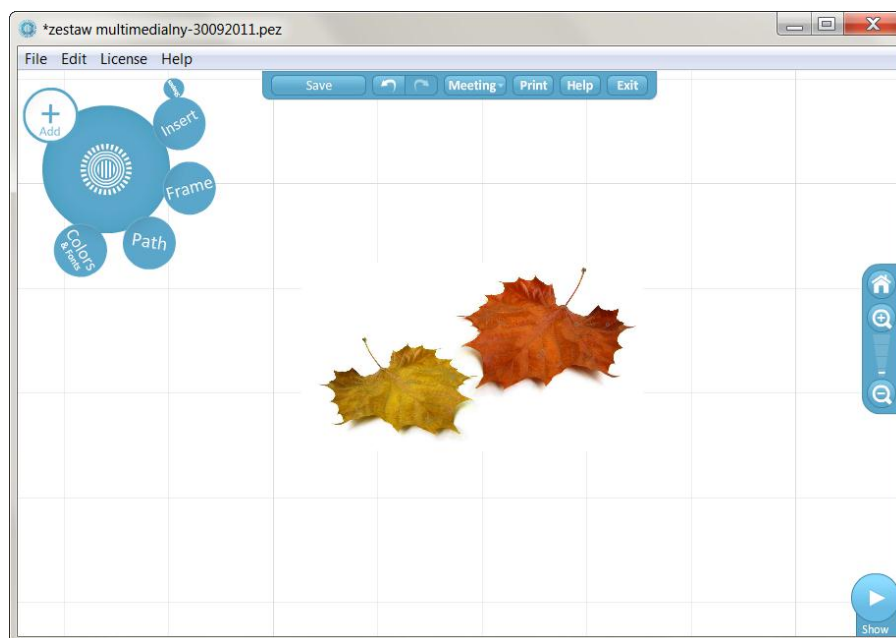 *zestaw multimedialny-30092011.pez
File Edit License Help
Save Meeting Print Help Exit
Add
Insert
Frame
Path
Colors
& Fonts
Show